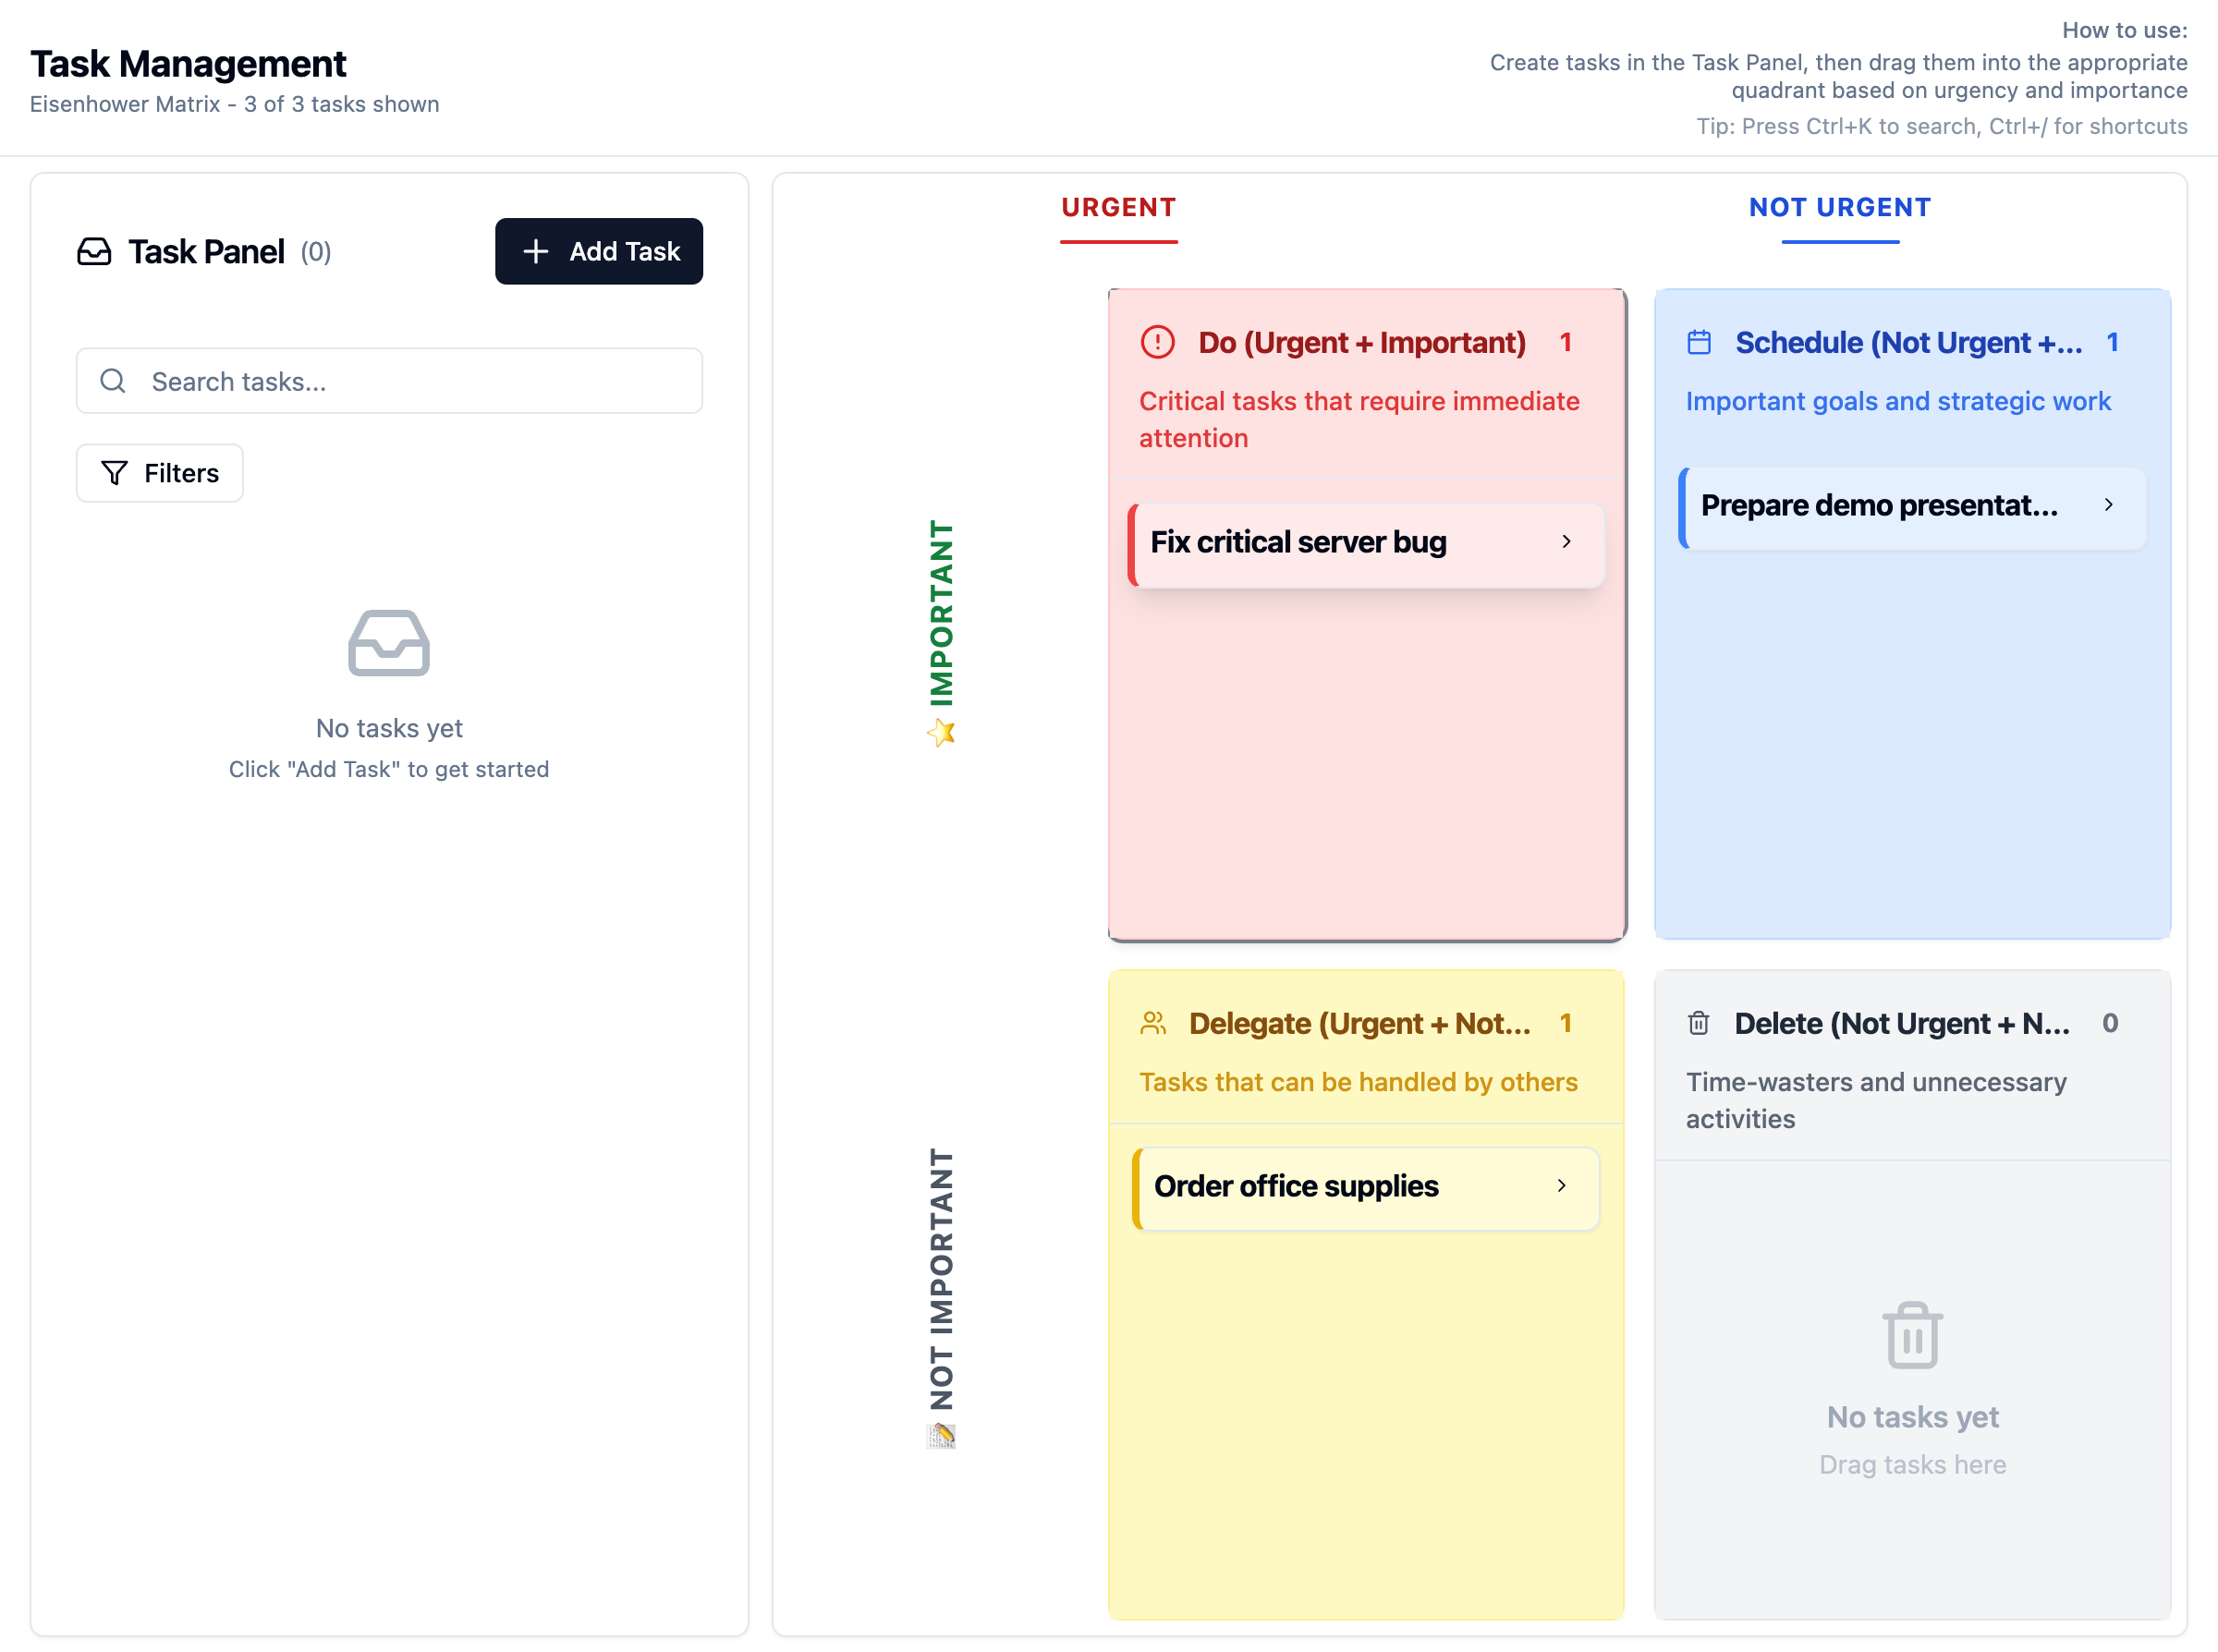 Task Management
Eisenhower Matrix - 3 of 3 tasks shown
How to use:
Create tasks in the Task Panel, then drag them into the appropriate
quadrant based on urgency and importance
Tip: Press Ctrl+K to search, Ctrl+/ for shortcuts
Task Panel (0)
Add Task
Search tasks...
Filters
No tasks yet
Click "Add Task" to get started
URGENT
NOT URGENT
IMPORTANT
Do (Urgent + Important) 1
Critical tasks that require immediate
attention
Fix critical server bug
Schedule (Not Urgent +... 1
Important goals and strategic work
Prepare demo presentat...
NOT IMPORTANT
Delegate (Urgent + Not... 1
Tasks that can be handled by others
Order office supplies
Delete (Not Urgent + N... 0
Time-wasters and unnecessary
activities
No tasks yet
Drag tasks here